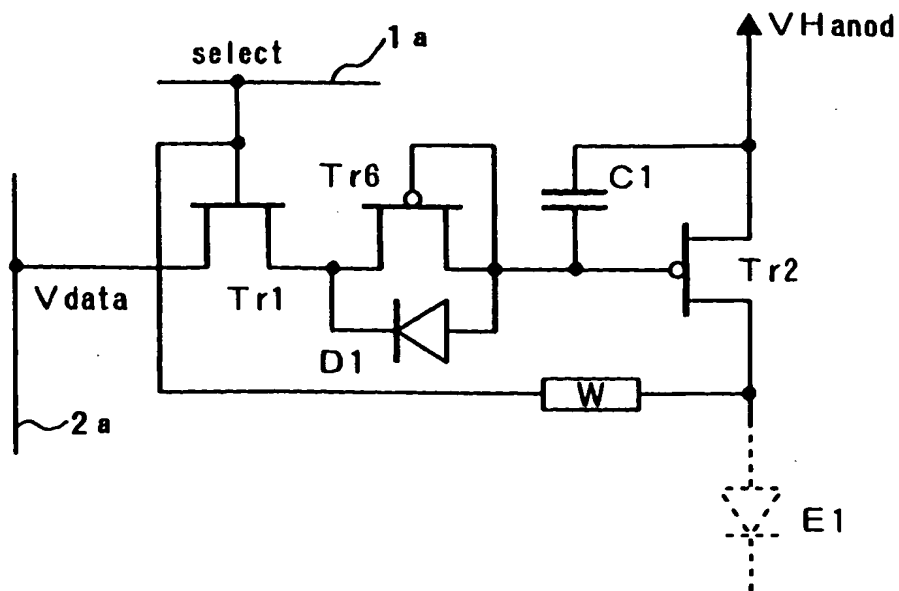 VHanod
1a
select
Tr6
C1
Tr2
Vdata
Tr1
D1
W
2a
E1